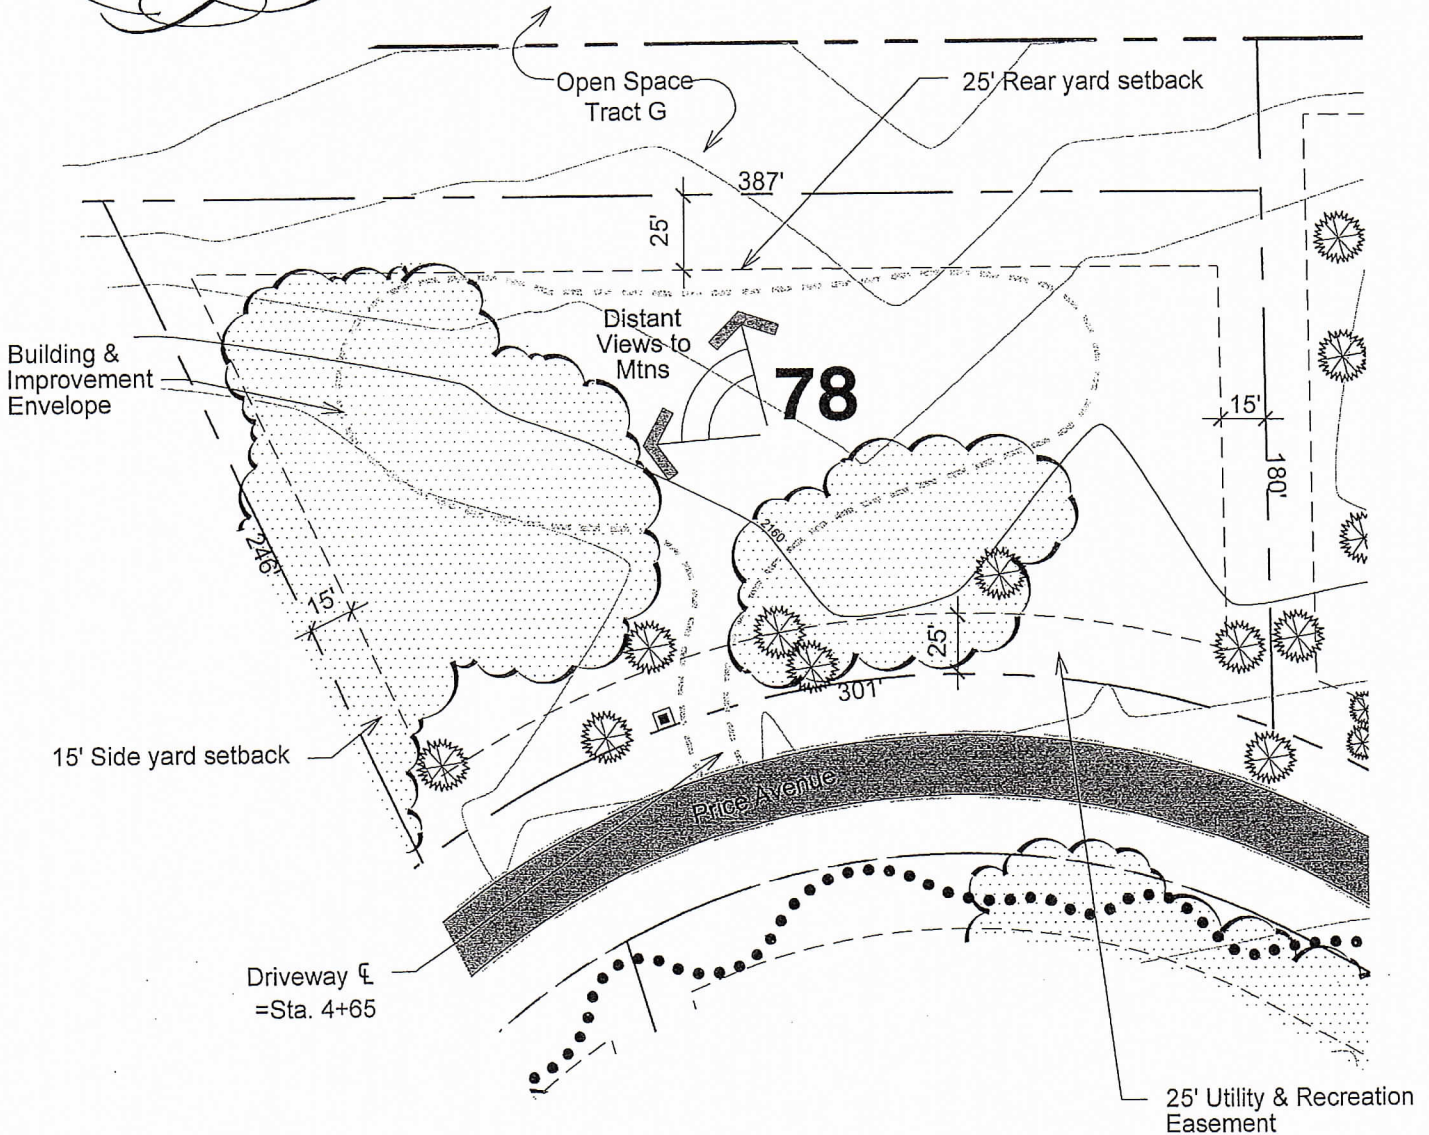 Open Space
Tract G
25' Rear yard setback
387'
25'
Distant
Views to
Mtns
78
Building &
Improvement
Envelope
15'
180'
2160
246'
15'
25'
301'
15' Side yard setback
Price Avenue
Driveway ℄
=Sta. 4+65
25' Utility & Recreation
Easement